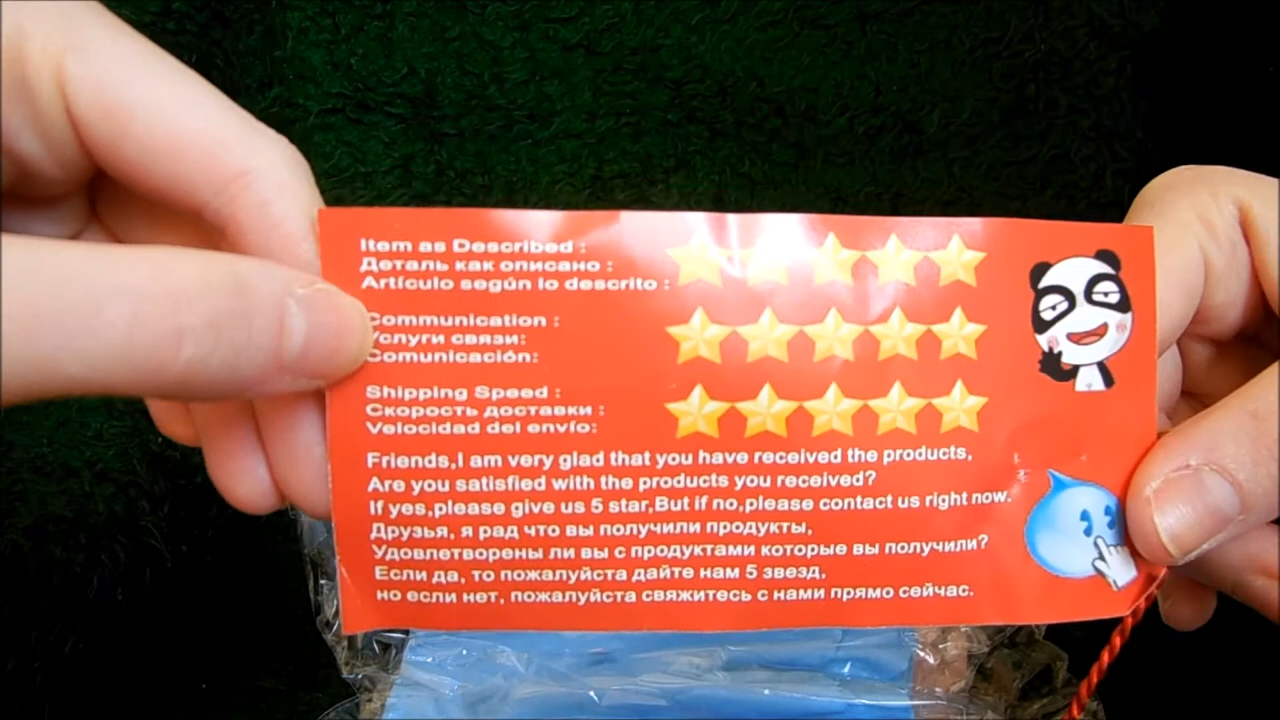 Item as Described :
Деталь как описано :
Artículo según lo descrito :
Communication :
Услуги связи:
Comunicación:
Shipping Speed :
Скорость доставки :
Velocidad del envío:
Friends,I am very glad that you have received the products,
Are you satisfied with the products you received?
If yes,please give us 5 star,But if no,please contact us right now.
Друзья, я рад что вы получили продукты,
Удовлетворены ли вы с продуктами которые вы получили?
Если да, то пожалуйста дайте нам 5 звезд,
но если нет, пожалуйста свяжитесь с нами прямо сейчас.